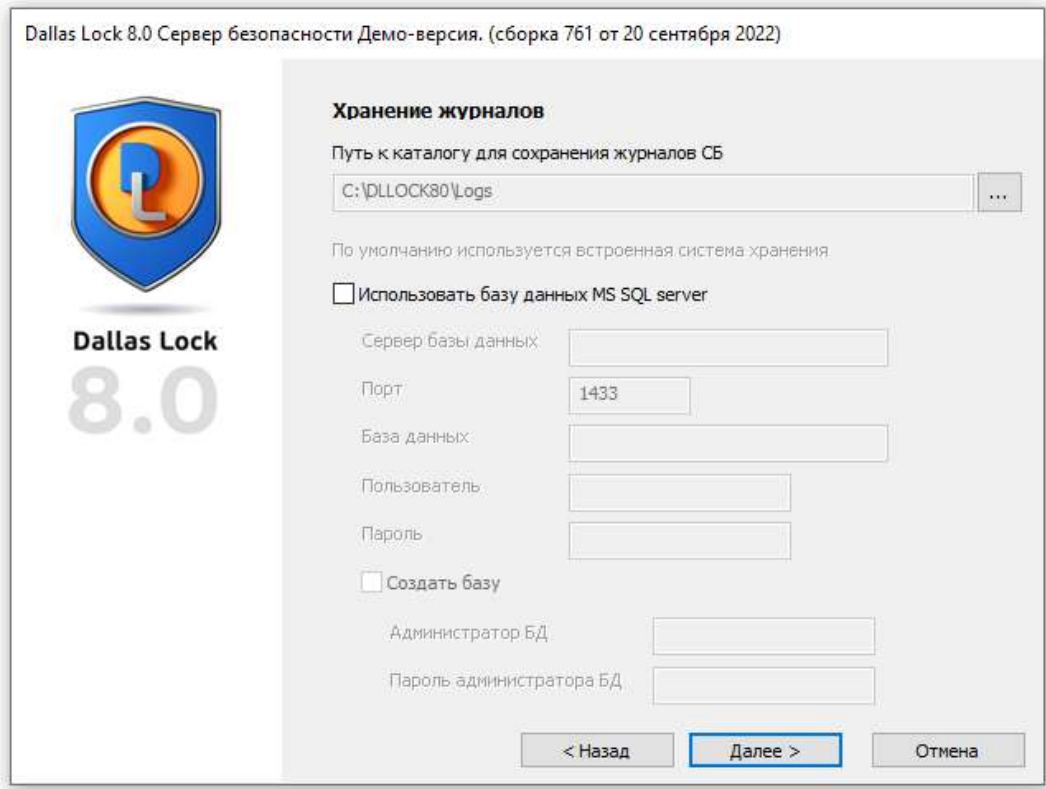 Dallas Lock 8.0 Сервер безопасности Демо-версия. (сборка 761 от 20 сентября 2022)
DL
Dallas Lock
8.0
Хранение журналов
Путь к каталогу для сохранения журналов СБ
C:\DLLOCK80\Logs
...
По умолчанию используется встроенная система хранения
Использовать базу данных MS SQL server
Сервер базы данных
Порт
1433
База данных
Пользователь
Пароль
Создать базу
Администратор БД
Пароль администратора БД
< Назад
Далее >
Отмена